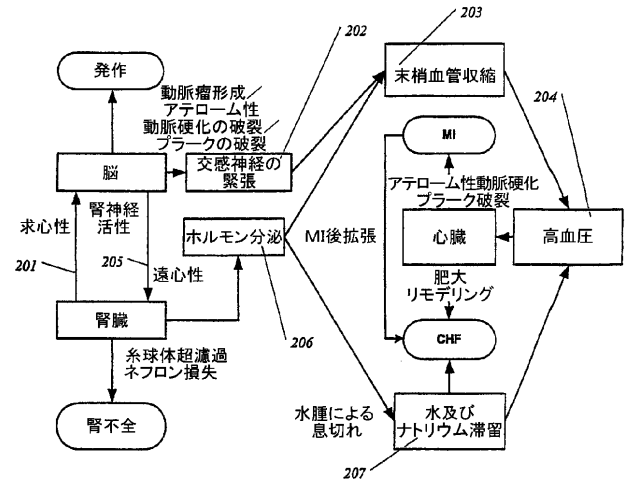 203
202
発作
動脈瘤形成/
アテローム性
動脈硬化の破裂/
プラークの破裂
末梢血管収縮
204
MI
脳
交感神経の
緊張
アテローム性動脈硬化
プラーク破裂
求心性
腎神経
活性
ホルモン分泌
MI後拡張
心臓
高血圧
201
205
遠心性
肥大
リモデリング
206
腎臓
CHF
糸球体超濾過
ネフロン損失
水腫による
息切れ
水及び
ナトリウム滞留
腎不全
207